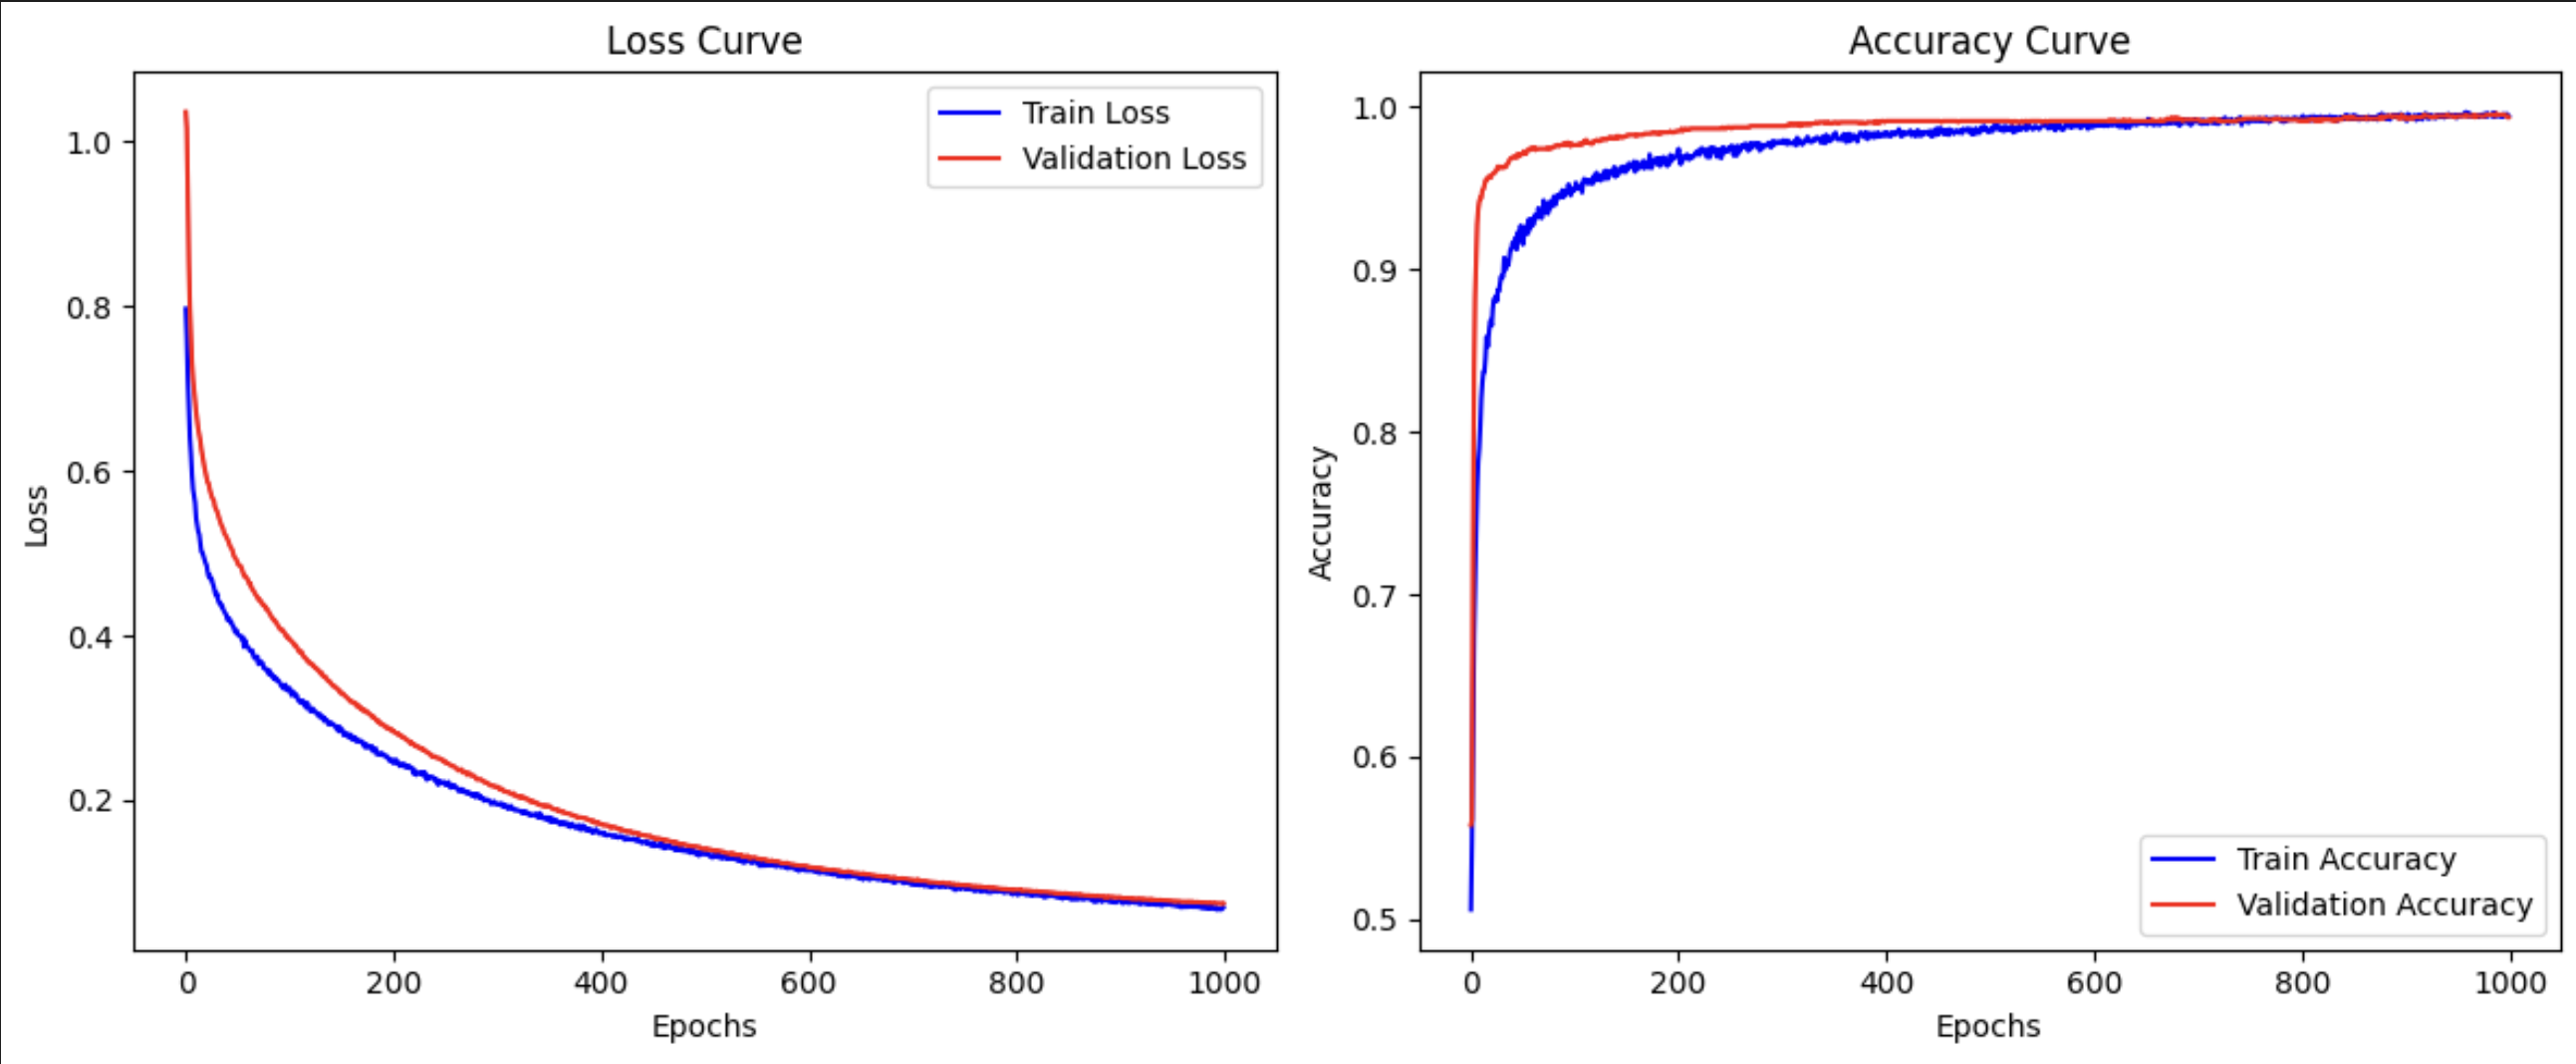 Loss Curve
Loss
1.0
0.8
0.6
0.4
0.2
0 200 400 600 800 1000
Epochs
Train Loss
Validation Loss
Accuracy Curve
Accuracy
1.0
0.9
0.8
0.7
0.6
0.5
0 200 400 600 800 1000
Epochs
Train Accuracy
Validation Accuracy